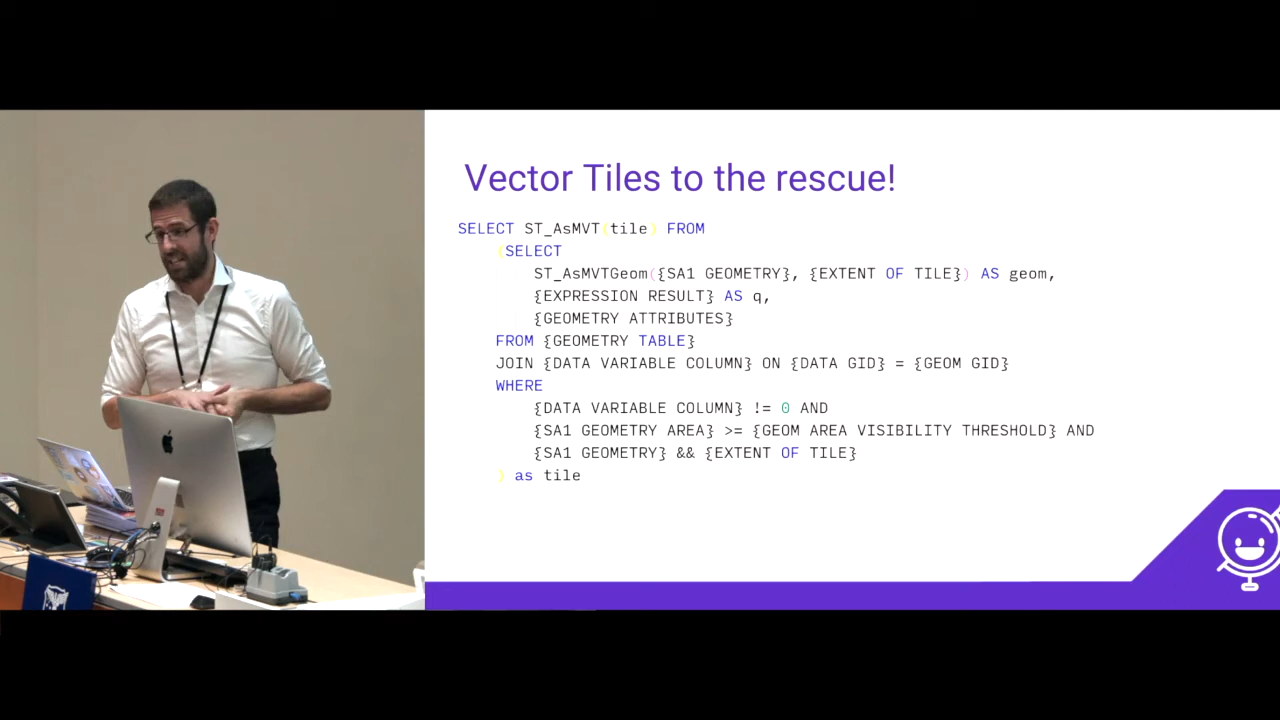 Vector Tiles to the rescue!
SELECT ST_AsMVT(tile) FROM
(SELECT
ST_AsMVTGeom({SA1 GEOMETRY}, {EXTENT OF TILE}) AS geom,
{EXPRESSION RESULT} AS q,
{GEOMETRY ATTRIBUTES}
FROM {GEOMETRY TABLE}
JOIN {DATA VARIABLE COLUMN} ON {DATA GID} = {GEOM GID}
WHERE
{DATA VARIABLE COLUMN} != 0 AND
{SA1 GEOMETRY AREA} >= {GEOM AREA VISIBILITY THRESHOLD} AND
{SA1 GEOMETRY} && {EXTENT OF TILE}
) as tile